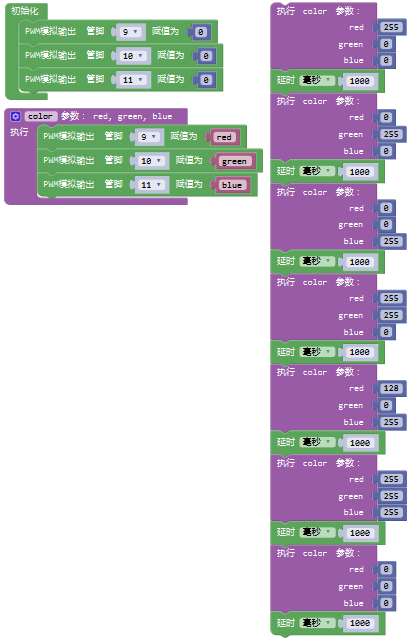 初始化
PWM模拟输出 管脚 9 赋值为 0
PWM模拟输出 管脚 10 赋值为 0
PWM模拟输出 管脚 11 赋值为 0
color 参数: red, green, blue
执行 PWM模拟输出 管脚 9 赋值为 red
PWM模拟输出 管脚 10 赋值为 green
PWM模拟输出 管脚 11 赋值为 blue
执行 color 参数:
red 255
green 0
blue 0
延时 毫秒 1000
执行 color 参数:
red 0
green 255
blue 0
延时 毫秒 1000
执行 color 参数:
red 0
green 0
blue 255
延时 毫秒 1000
执行 color 参数:
red 255
green 255
blue 0
延时 毫秒 1000
执行 color 参数:
red 128
green 0
blue 255
延时 毫秒 1000
执行 color 参数:
red 255
green 255
blue 255
延时 毫秒 1000
执行 color 参数:
red 0
green 0
blue 0
延时 毫秒 1000